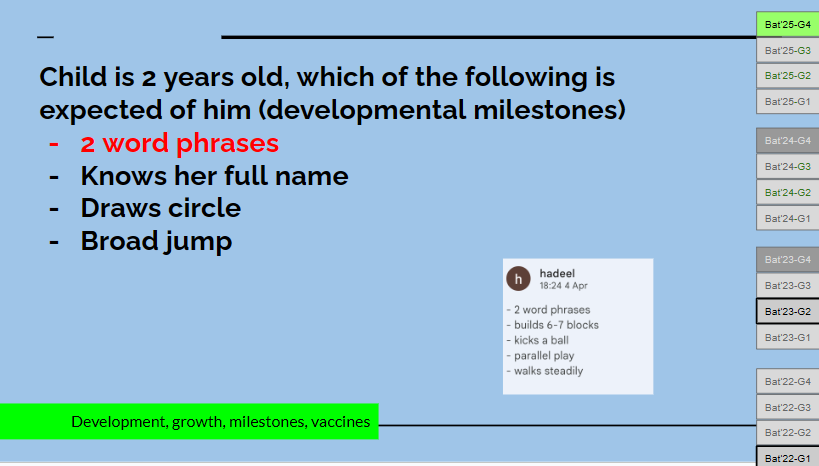 Child is 2 years old, which of the following is
expected of him (developmental milestones)
- 2 word phrases
- Knows her full name
- Draws circle
- Broad jump
h
hadeel
18:24 4 Apr
- 2 word phrases
- builds 6-7 blocks
- kicks a ball
- parallel play
- walks steadily
Development, growth, milestones, vaccines
Bat'25-G4
Bat'25-G3
Bat'25-G2
Bat'25-G1
Bat'24-G4
Bat'24-G3
Bat'24-G2
Bat'24-G1
Bat'23-G4
Bat'23-G3
Bat'23-G2
Bat'23-G1
Bat'22-G4
Bat'22-G3
Bat'22-G2
Bat'22-G1